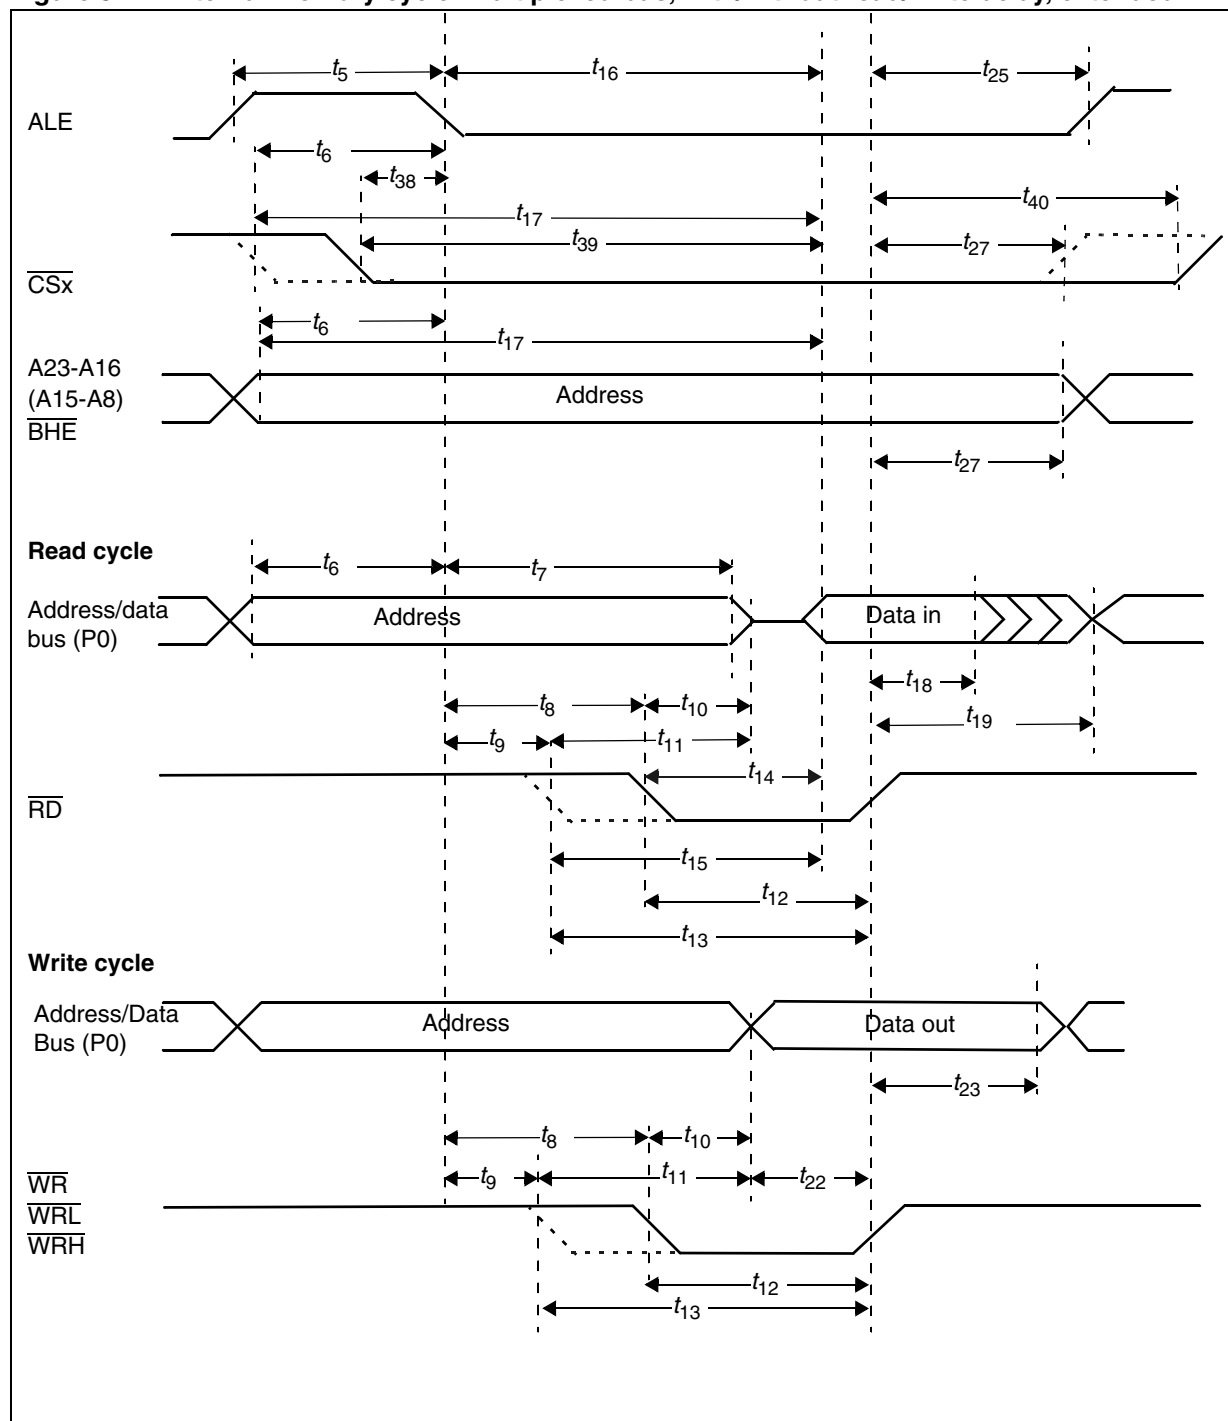 t5 t16 t25
ALE
t6
t38
t40
t17
t39 t27
CSx
t6
t17
A23-A16
(A15-A8) Address
BHE
t27
Read cycle
t6 t7
Address/data
bus (P0) Address Data in
t18
t8 t10 t19
t9 t11
t14
RD
t15
t12
t13
Write cycle
Address/Data
Bus (P0) Address Data out
t23
t8 t10
WR t9 t11 t22
WRL
WRH
t12
t13